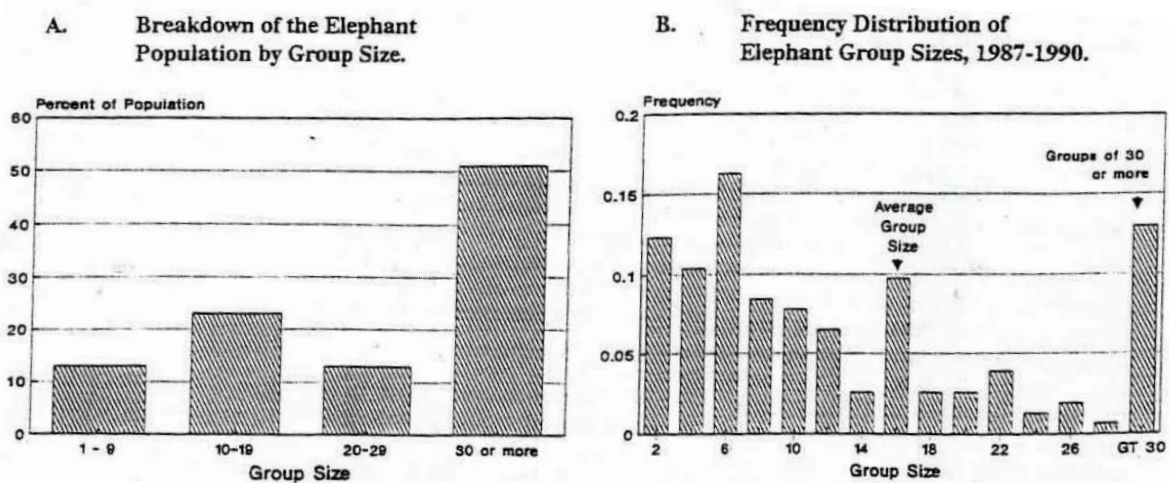 A. Breakdown of the Elephant
Population by Group Size.
Percent of Population
60
50
40
30
20
10
0
1 - 9 10-19 20-29 30 or more
Group Size
B. Frequency Distribution of
Elephant Group Sizes, 1987-1990.
Frequency
0.2
0.15
0.1
0.05
0
Groups of 30
or more
Average
Group
Size
2 6 10 14 18 22 26 GT 30
Group Size